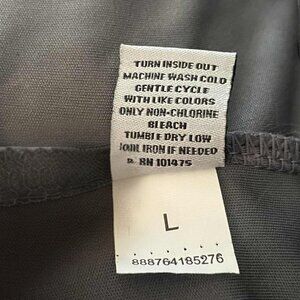 TURN INSIDE OUT
MACHINE WASH COLD
GENTLE CYCLE
WITH LIKE COLORS
ONLY NON-CHLORINE
BLEACH
TUMBLE DRY LOW
IRON IF NEEDED
RN 101475
L
888764185276